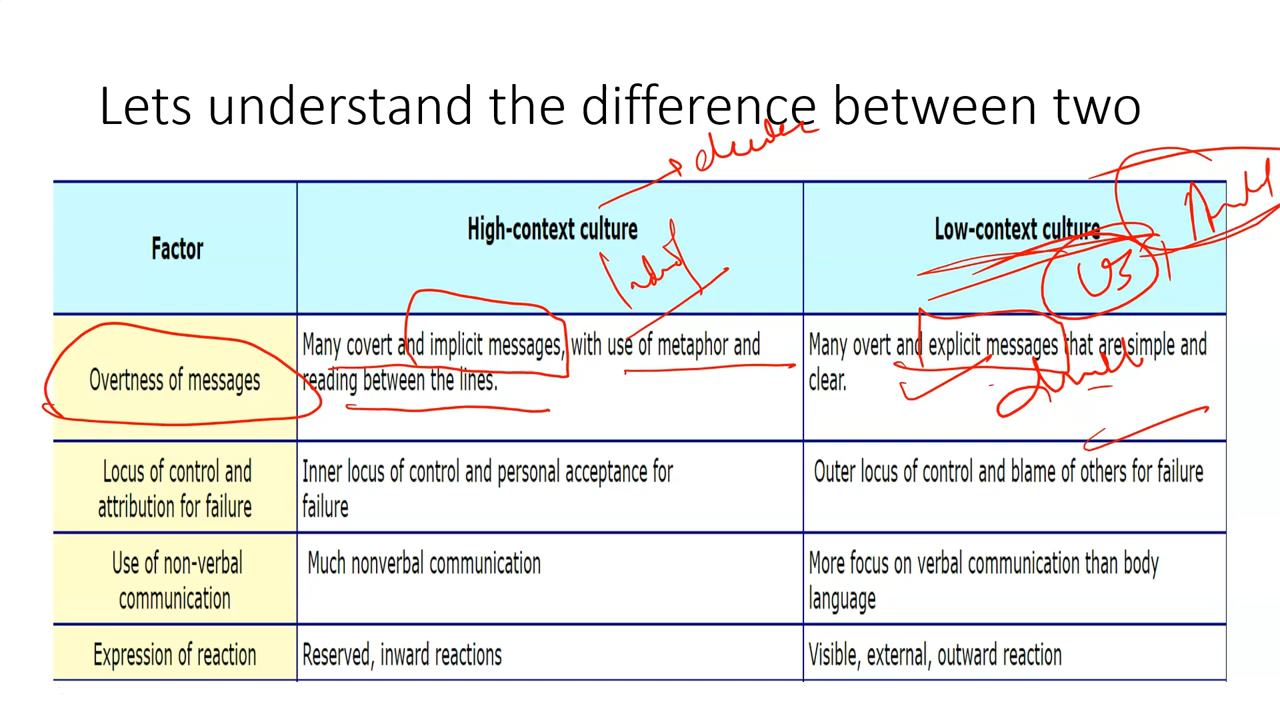 Lets understand the difference between two
Factor
High-context culture
Low-context culture
US
Overtness of messages
Many covert and implicit messages, with use of metaphor and
reading between the lines.
Many overt and explicit messages that are simple and
clear.
Locus of control and
attribution for failure
Inner locus of control and personal acceptance for
failure
Outer locus of control and blame of others for failure
Use of non-verbal
communication
Much nonverbal communication
More focus on verbal communication than body
language
Expression of reaction
Reserved, inward reactions
Visible, external, outward reaction